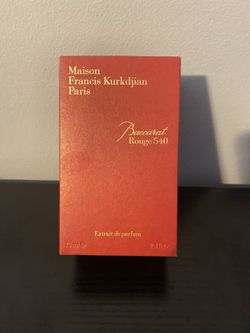 Maison
Francis Kurkdjian
Paris
Baccarat
Rouge 540
Extrait de parfum